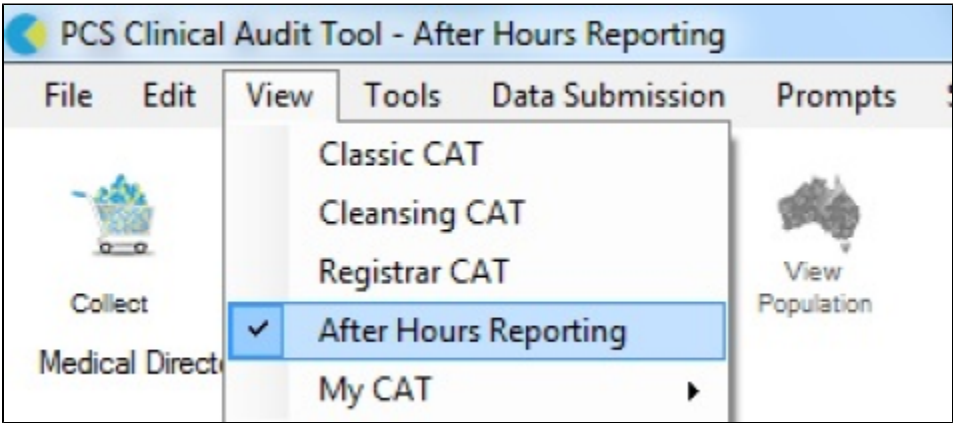 PCS Clinical Audit Tool - After Hours Reporting
File Edit View Tools Data Submission Prompts
Classic CAT
Cleansing CAT
Registrar CAT
After Hours Reporting
My CAT
Collect
Medical
View
Population